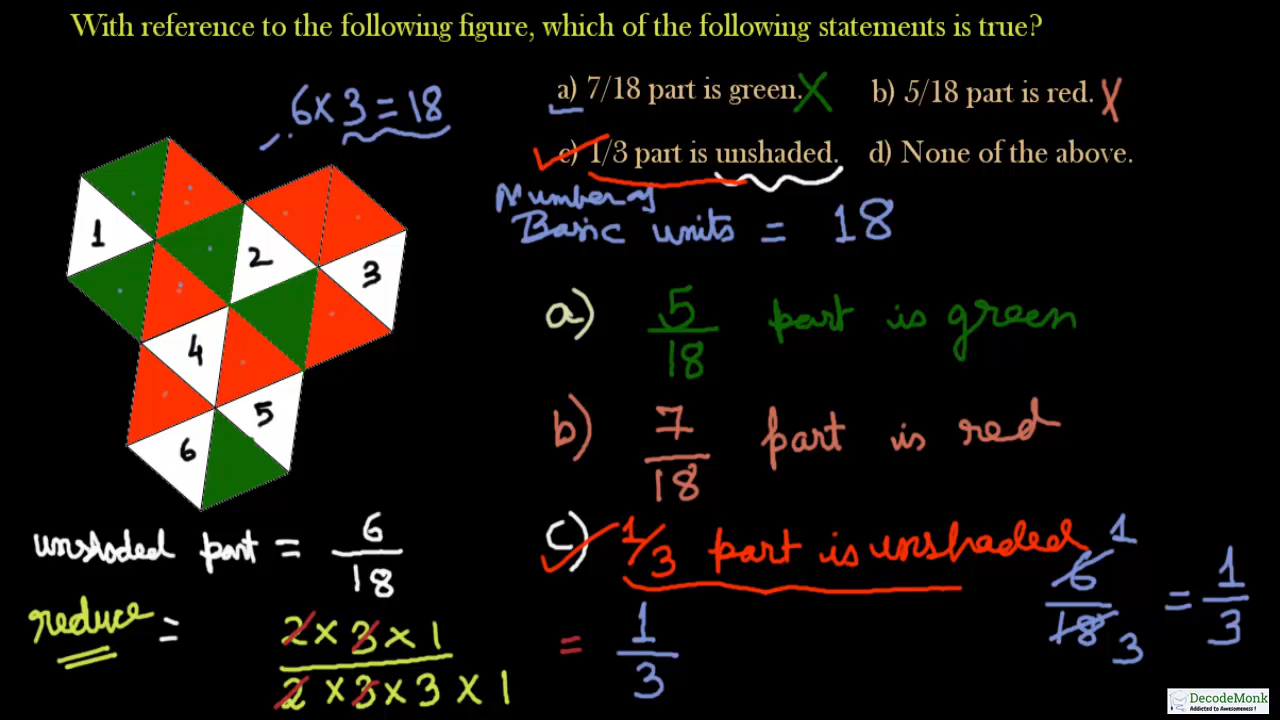 With reference to the following figure, which of the following statements is true?
a) 7/18 part is green. X
b) 5/18 part is red. X
c) 1/3 part is unshaded.
d) None of the above.
6 × 3 = 18
Number of
Basic units = 18
1
2
3
4
5
6
a) 5/18 part is green
b) 7/18 part is red
c) 1/3 part is unshaded
unshaded part = 6/18
6/18 = 1/3
1
3
reduce = 2 × 3 × 1 / 2 × 3 × 3 × 1 = 1/3
DecodeMonk
Addicted to Awesomeness !